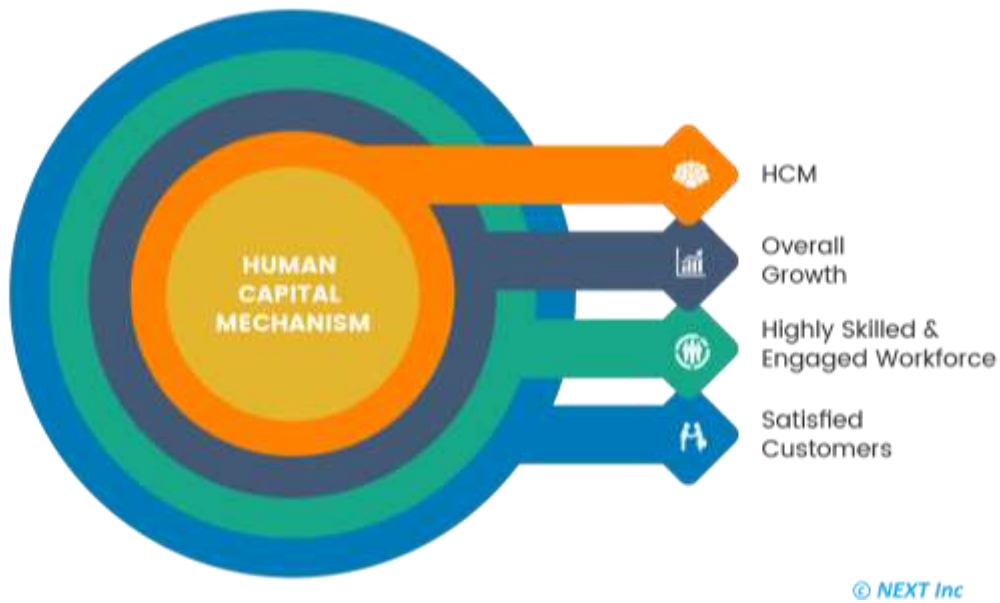 HUMAN
CAPITAL
MECHANISM
HCM
Overall
Growth
Highly Skilled &
Engaged Workforce
Satisfied
Customers
© NEXT Inc